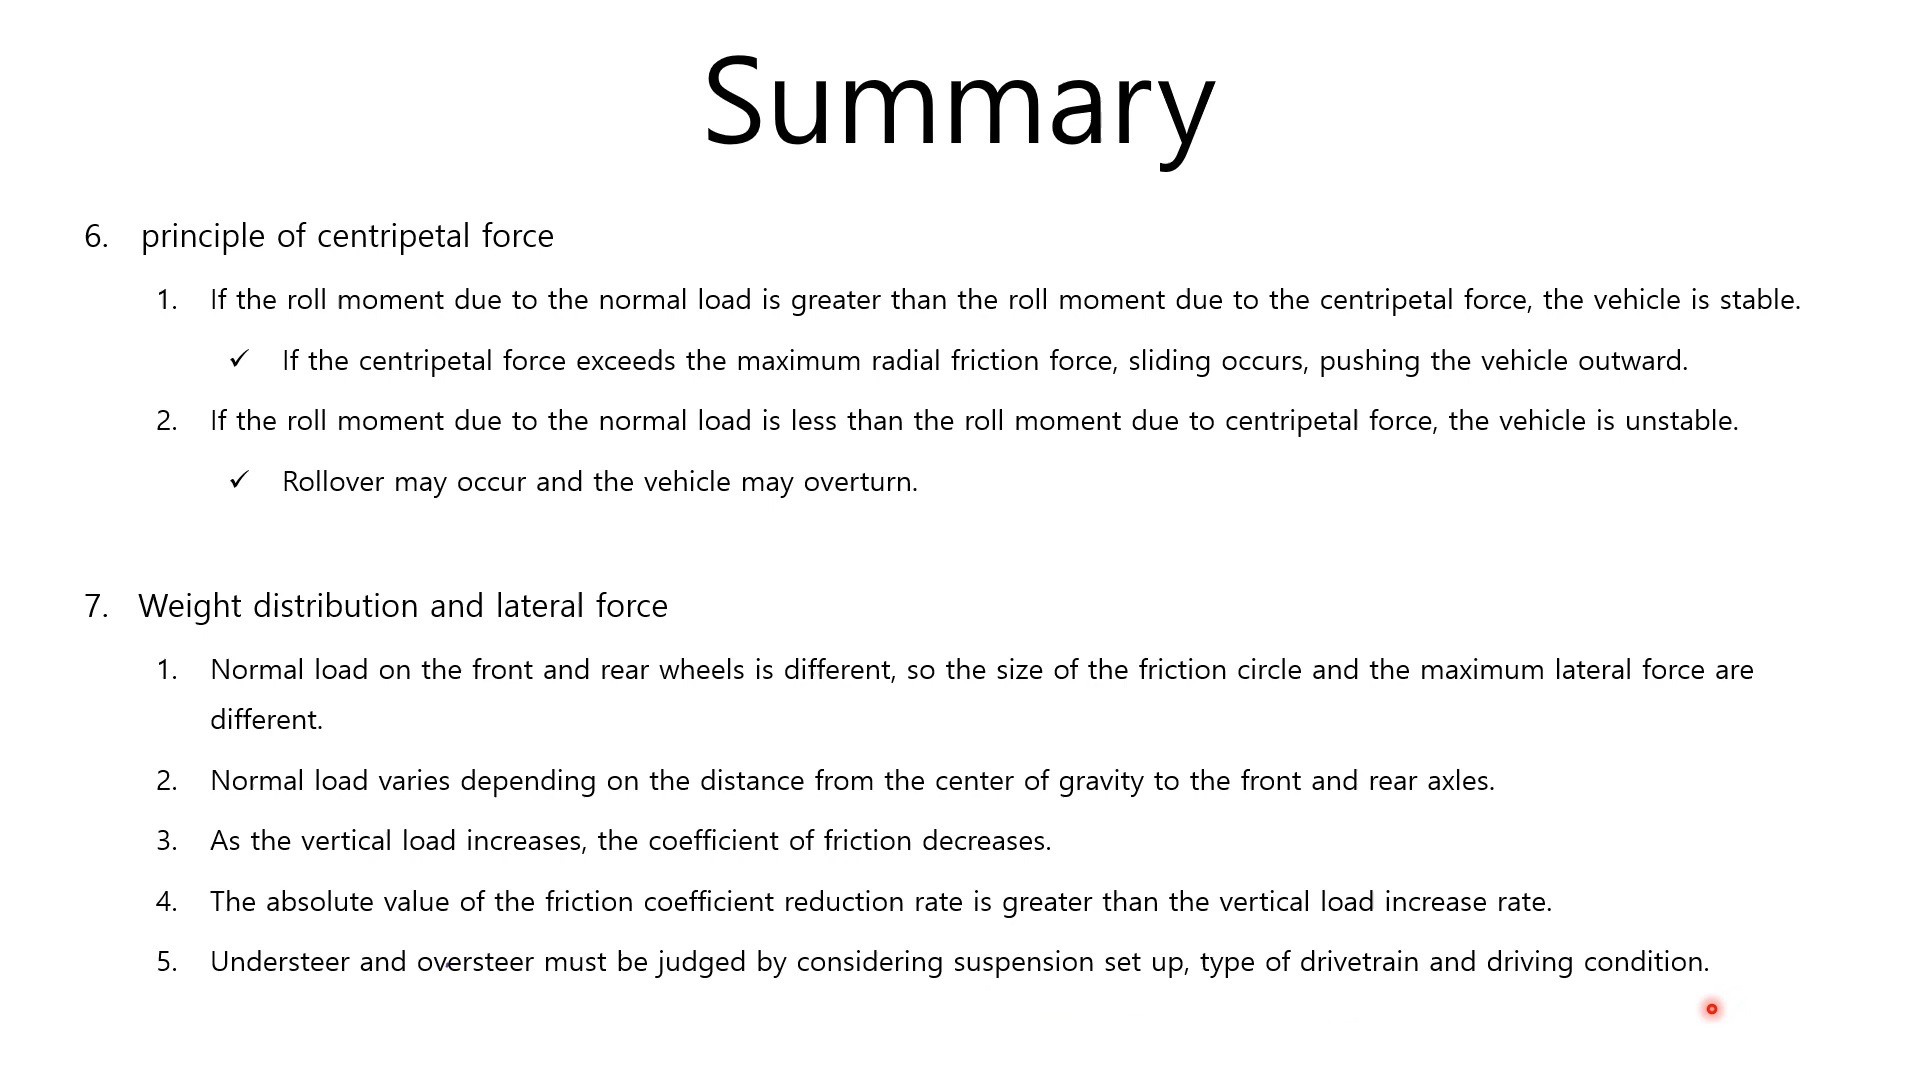 Summary
6. principle of centripetal force
1. If the roll moment due to the normal load is greater than the roll moment due to the centripetal force, the vehicle is stable.
✓ If the centripetal force exceeds the maximum radial friction force, sliding occurs, pushing the vehicle outward.
2. If the roll moment due to the normal load is less than the roll moment due to centripetal force, the vehicle is unstable.
✓ Rollover may occur and the vehicle may overturn.
7. Weight distribution and lateral force
1. Normal load on the front and rear wheels is different, so the size of the friction circle and the maximum lateral force are
different.
2. Normal load varies depending on the distance from the center of gravity to the front and rear axles.
3. As the vertical load increases, the coefficient of friction decreases.
4. The absolute value of the friction coefficient reduction rate is greater than the vertical load increase rate.
5. Understeer and oversteer must be judged by considering suspension set up, type of drivetrain and driving condition.